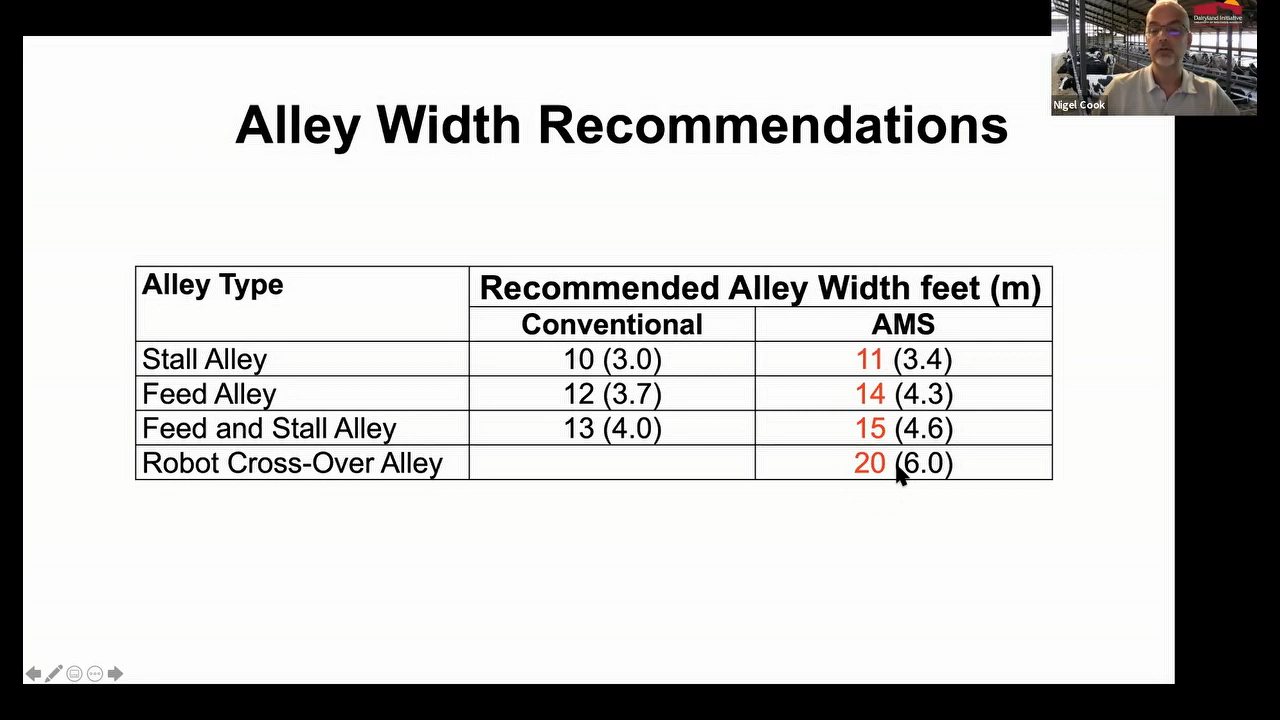 Dairyland Initiative
Nigel Cook
Alley Width Recommendations
Alley Type
Recommended Alley Width feet (m)
Conventional
AMS
Stall Alley 10 (3.0) 11 (3.4)
Feed Alley 12 (3.7) 14 (4.3)
Feed and Stall Alley 13 (4.0) 15 (4.6)
Robot Cross-Over Alley 20 (6.0)